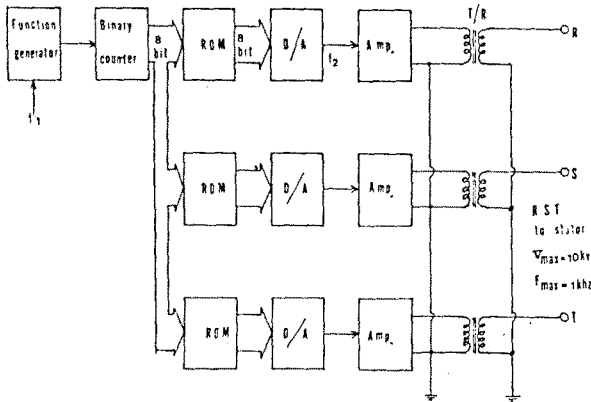 T/R
Function
generator
Binary
counter
8
bit
ROM
8
bit
D/A
f2
Amp.
R
f1
ROM
D/A
Amp.
S
R S T
to stator
Vmax=10kv
fmax=1khz
ROM
D/A
Amp.
T